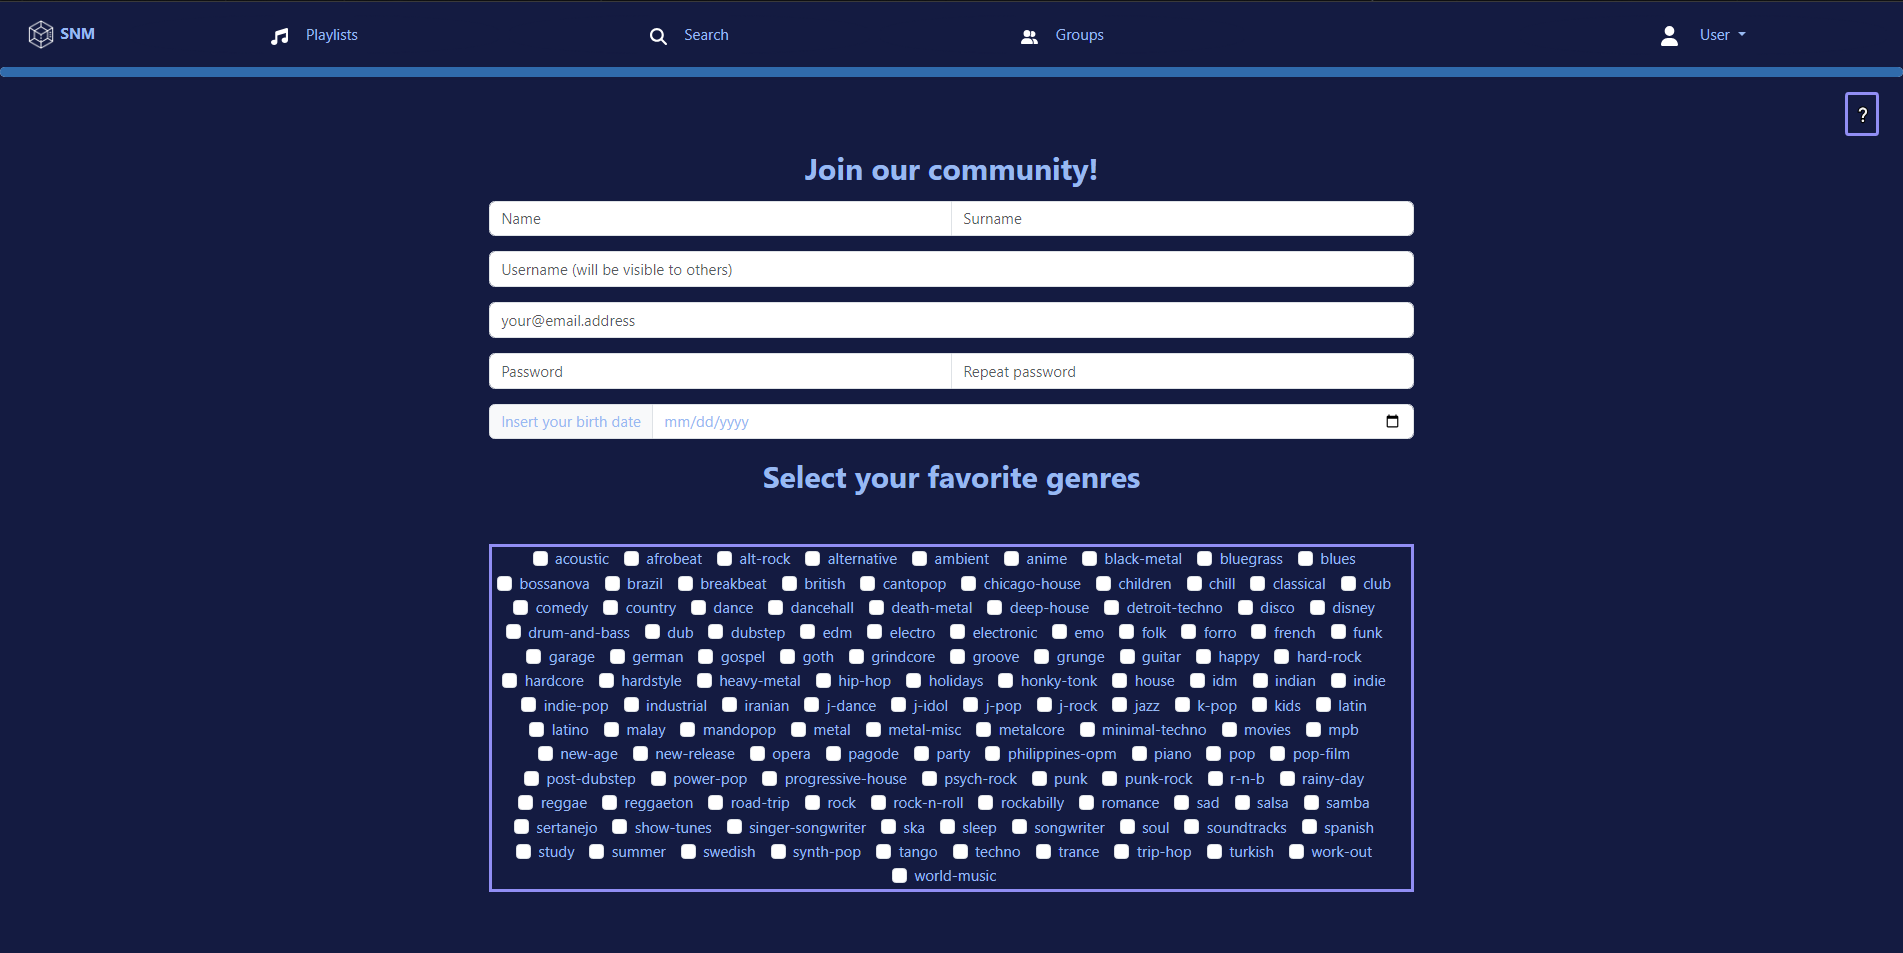 SNM Playlists Search Groups User
?
Join our community!
Name Surname
Username (will be visible to others)
your@email.address
Password Repeat password
Insert your birth date mm/dd/yyyy
Select your favorite genres
acoustic afrobeat alt-rock alternative ambient anime black-metal bluegrass blues
bossanova brazil breakbeat british cantopop chicago-house children chill classical club
comedy country dance dancehall death-metal deep-house detroit-techno disco disney
drum-and-bass dub dubstep edm electro electronic emo folk forro french funk
garage german gospel goth grindcore groove grunge guitar happy hard-rock
hardcore hardstyle heavy-metal hip-hop holidays honky-tonk house idm indian indie
indie-pop industrial iranian j-dance j-idol j-pop j-rock jazz k-pop kids latin
latino malay mandopop metal metal-misc metalcore minimal-techno movies mpb
new-age new-release opera pagode party philippines-opm piano pop pop-film
post-dubstep power-pop progressive-house psych-rock punk punk-rock r-n-b rainy-day
reggae reggaeton road-trip rock rock-n-roll rockabilly romance sad salsa samba
sertanejo show-tunes singer-songwriter ska sleep songwriter soul soundtracks spanish
study summer swedish synth-pop tango techno trance trip-hop turkish work-out
world-music